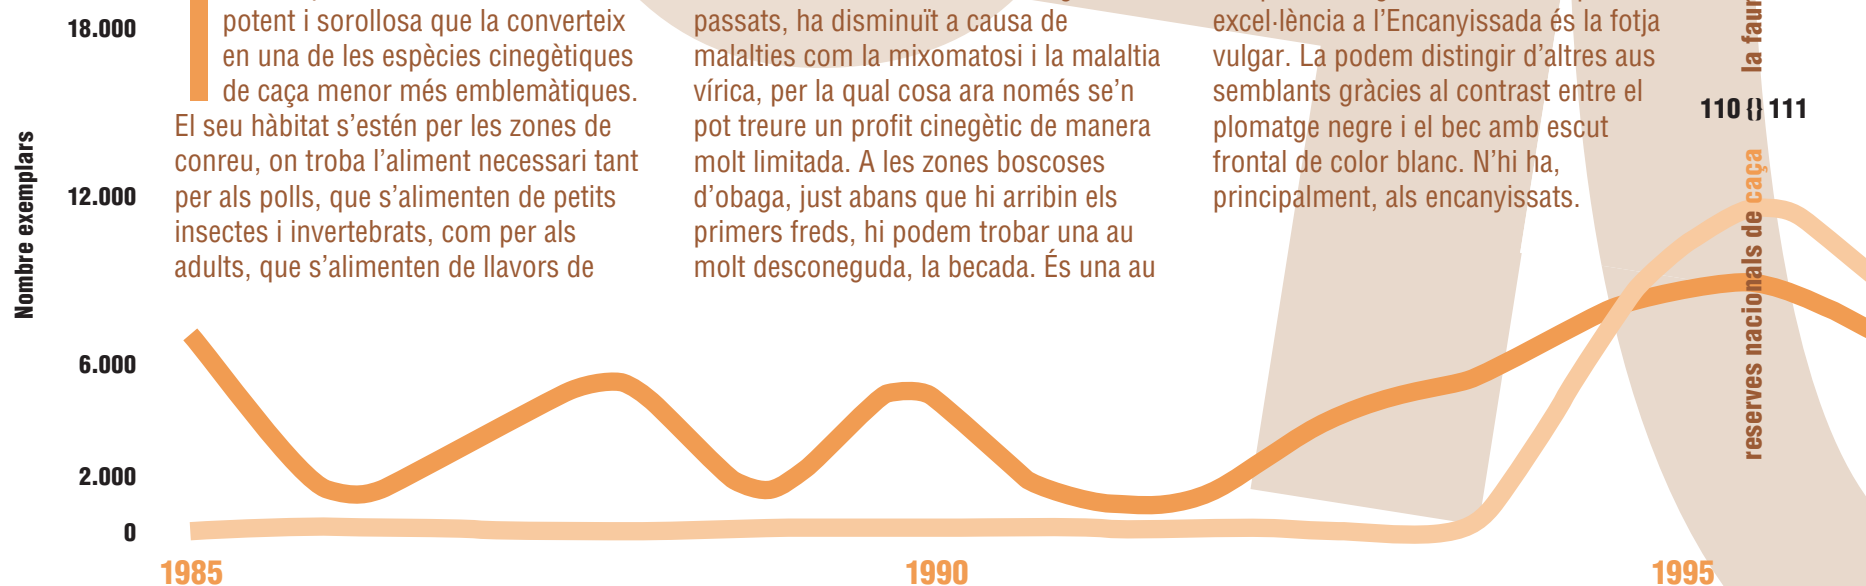 potent i sorollosa que la converteix
en una de les espècies cinegètiques
de caça menor més emblemàtiques.
El seu hàbitat s’estén per les zones de
conreu, on troba l’aliment necessari tant
per als polls, que s’alimenten de petits
insectes i invertebrats, com per als
adults, que s’alimenten de llavors de
passats, ha disminuït a causa de
malalties com la mixomatosi i la malaltia
vírica, per la qual cosa ara només se’n
pot treure un profit cinegètic de manera
molt limitada. A les zones boscoses
d’obaga, just abans que hi arribin els
primers freds, hi podem trobar una au
molt desconeguda, la becada. És una au
excel·lència a l’Encanyissada és la fotja
vulgar. La podem distingir d’altres aus
semblants gràcies al contrast entre el
plomatge negre i el bec amb escut
frontal de color blanc. N’hi ha,
principalment, als encanyissats.
la
110 {} 111
reserves nacionals de caça
Nombre exemplars
18.000
12.000
6.000
2.000
0
1985
1990
1995